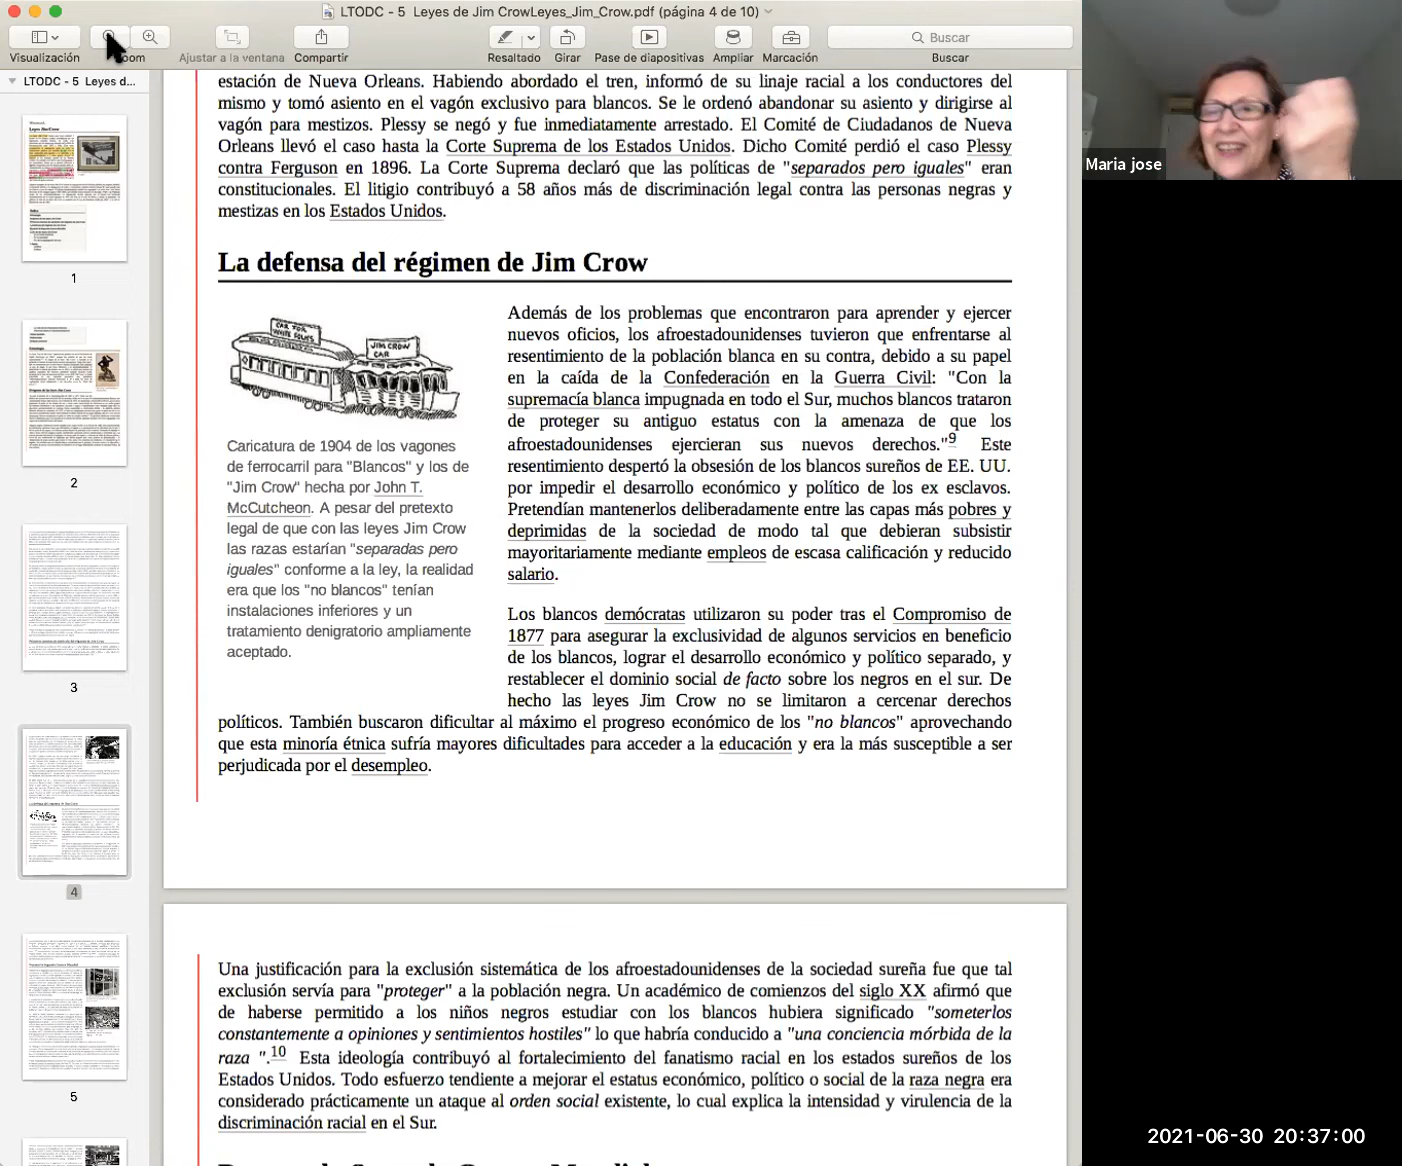 LTODC - 5 Leyes de Jim CrowLeyes_Jim_Crow.pdf (página 4 de 10)
Visualización
Ajustar a la ventana
Compartir
Resaltado
Girar
Pase de diapositivas
Ampliar
Marcación
Buscar
Buscar
LTODC - 5 Leyes d...
1
2
3
4
5
estación de Nueva Orleans. Habiendo abordado el tren, informó de su linaje racial a los conductores del
mismo y tomó asiento en el vagón exclusivo para blancos. Se le ordenó abandonar su asiento y dirigirse al
vagón para mestizos. Plessy se negó y fue inmediatamente arrestado. El Comité de Ciudadanos de Nueva
Orleans llevó el caso hasta la Corte Suprema de los Estados Unidos. Dicho Comité perdió el caso Plessy
contra Ferguson en 1896. La Corte Suprema declaró que las políticas de "separados pero iguales" eran
constitucionales. El litigio contribuyó a 58 años más de discriminación legal contra las personas negras y
mestizas en los Estados Unidos.
La defensa del régimen de Jim Crow
CAR FOR
WHITE FOLKS
JIM CROW
CAR
Caricatura de 1904 de los vagones
de ferrocarril para "Blancos" y los de
"Jim Crow" hecha por John T.
McCutcheon. A pesar del pretexto
legal de que con las leyes Jim Crow
las razas estarían "separadas pero
iguales" conforme a la ley, la realidad
era que los "no blancos" tenían
instalaciones inferiores y un
tratamiento denigratorio ampliamente
aceptado.
Además de los problemas que encontraron para aprender y ejercer
nuevos oficios, los afroestadounidenses tuvieron que enfrentarse al
resentimiento de la población blanca en su contra, debido a su papel
en la caída de la Confederación en la Guerra Civil: "Con la
supremacía blanca impugnada en todo el Sur, muchos blancos trataron
de proteger su antiguo estatus con la amenaza de que los
afroestadounidenses ejercieran sus nuevos derechos."9 Este
resentimiento despertó la obsesión de los blancos sureños de EE. UU.
por impedir el desarrollo económico y político de los ex esclavos.
Pretendían mantenerlos deliberadamente entre las capas más pobres y
deprimidas de la sociedad de modo tal que debieran subsistir
mayoritariamente mediante empleos de escasa calificación y reducido
salario.
Los blancos demócratas utilizaron su poder tras el Compromiso de
1877 para asegurar la exclusividad de algunos servicios en beneficio
de los blancos, lograr el desarrollo económico y político separado, y
restablecer el dominio social de facto sobre los negros en el sur. De
hecho las leyes Jim Crow no se limitaron a cercenar derechos
políticos. También buscaron dificultar al máximo el progreso económico de los "no blancos" aprovechando
que esta minoría étnica sufría mayores dificultades para acceder a la educación y era la más susceptible a ser
perjudicada por el desempleo.
Una justificación para la exclusión sistemática de los afroestadounidenses de la sociedad sureña fue que tal
exclusión servía para "proteger" a la población negra. Un académico de comienzos del siglo XX afirmó que
de haberse permitido a los niños negros estudiar con los blancos hubiera significado "someterlos
constantemente a opiniones y sentimientos hostiles" lo que habría conducido a "una conciencia mórbida de la
raza ".10 Esta ideología contribuyó al fortalecimiento del fanatismo racial en los estados sureños de los
Estados Unidos. Todo esfuerzo tendiente a mejorar el estatus económico, político o social de la raza negra era
considerado prácticamente un ataque al orden social existente, lo cual explica la intensidad y virulencia de la
discriminación racial en el Sur.
Maria jose
2021-06-30 20:37:00